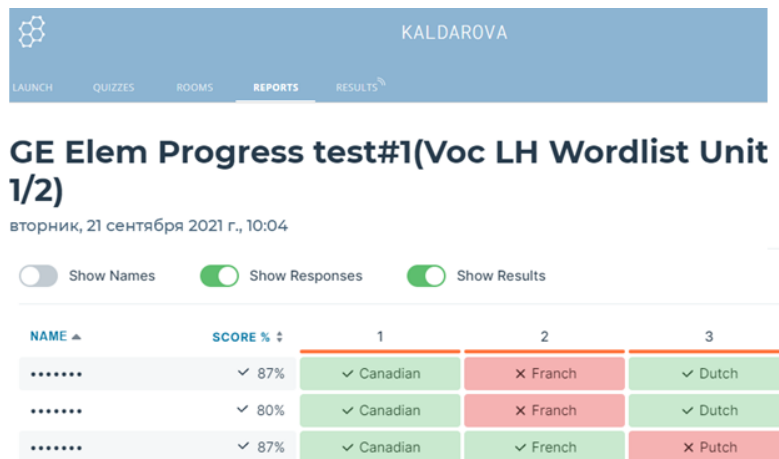 KALDAROVA
LAUNCH QUIZZES ROOMS REPORTS RESULTS
GE Elem Progress test#1(Voc LH Wordlist Unit
1/2)
вторник, 21 сентября 2021 г., 10:04
Show Names Show Responses Show Results
NAME SCORE % 1 2 3
••••••• ✓ 87% ✓ Canadian ✕ Franch ✓ Dutch
••••••• ✓ 80% ✓ Canadian ✕ Franch ✓ Dutch
••••••• ✓ 87% ✓ Canadian ✓ French ✕ Putch